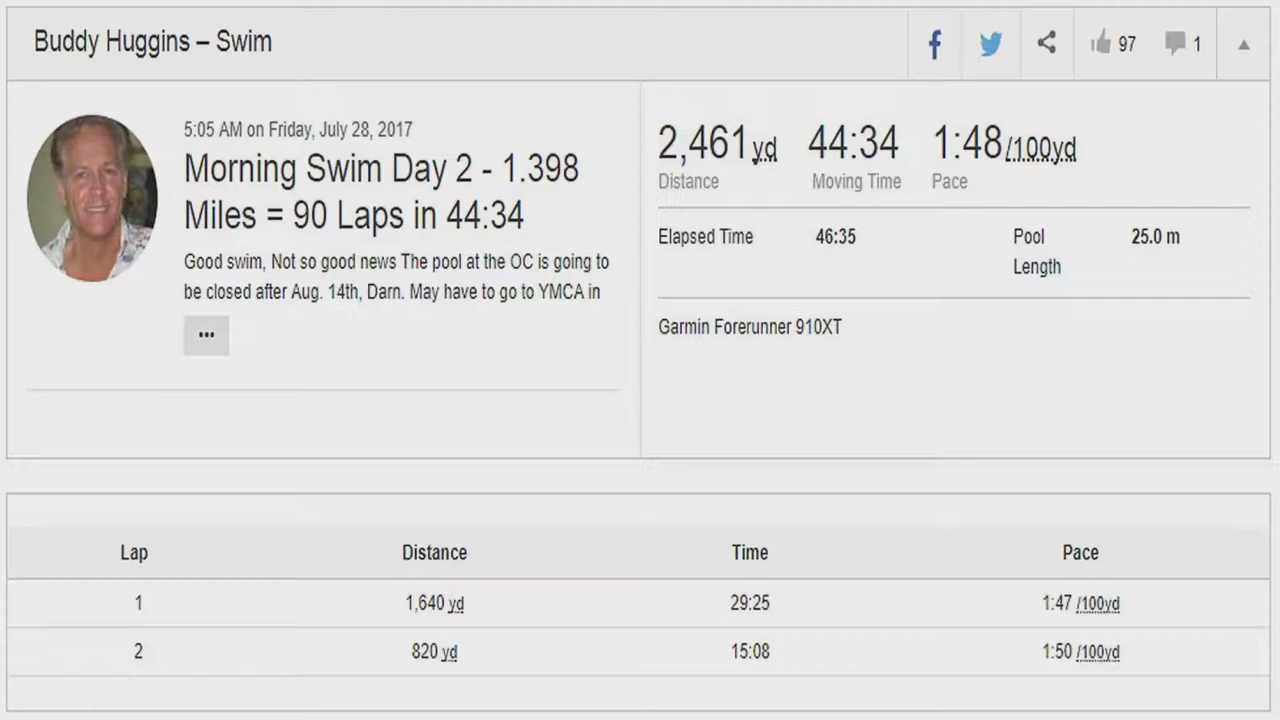 Buddy Huggins – Swim
97
1
5:05 AM on Friday, July 28, 2017
Morning Swim Day 2 - 1.398
Miles = 90 Laps in 44:34
Good swim, Not so good news The pool at the OC is going to
be closed after Aug. 14th, Darn. May have to go to YMCA in
•••
2,461yd 44:34 1:48/100yd
Distance Moving Time Pace
Elapsed Time 46:35 Pool 25.0 m
Length
Garmin Forerunner 910XT
Lap Distance Time Pace
1 1,640 yd 29:25 1:47 /100yd
2 820 yd 15:08 1:50 /100yd